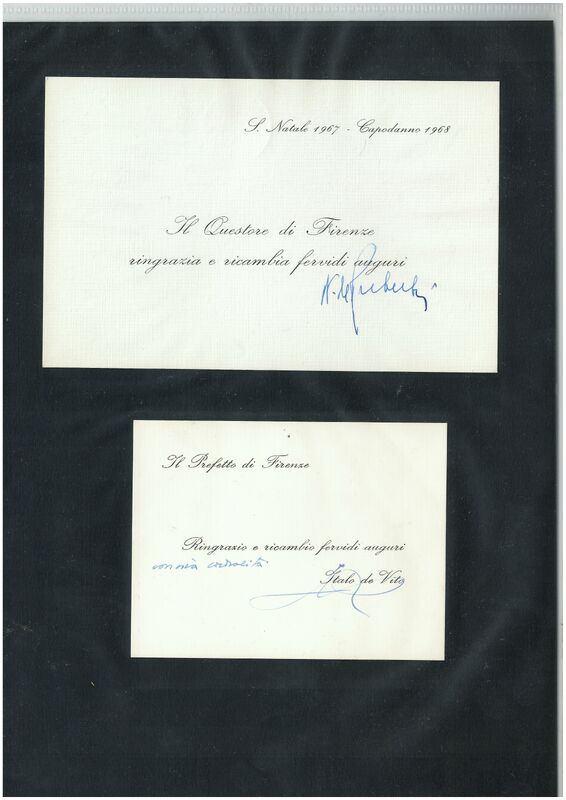 S. Natale 1967 - Capodanno 1968
Il Questore di Firenze
ringrazia e ricambia fervidi auguri
Il Prefetto di Firenze
Ringrazio e ricambio fervidi auguri
con viva cordialità
Italo de Vito